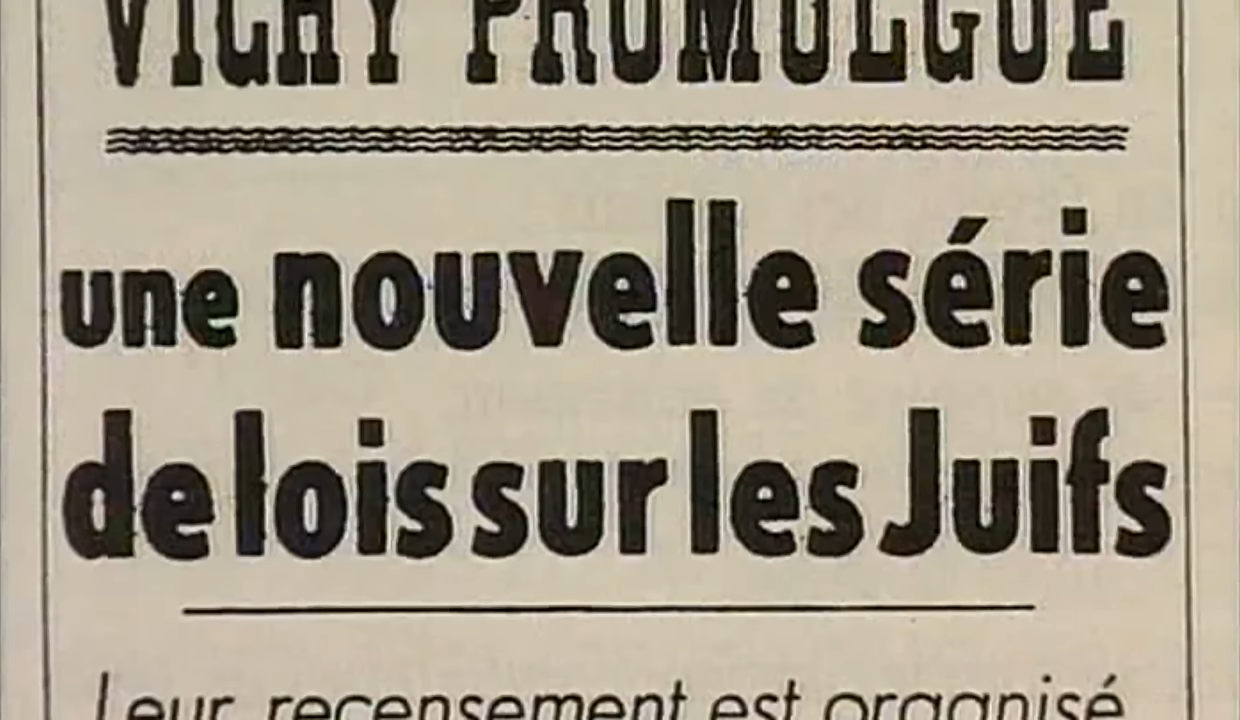 VICHY PROMULGUE
une nouvelle série
de lois sur les Juifs
Leur recensement est organisé